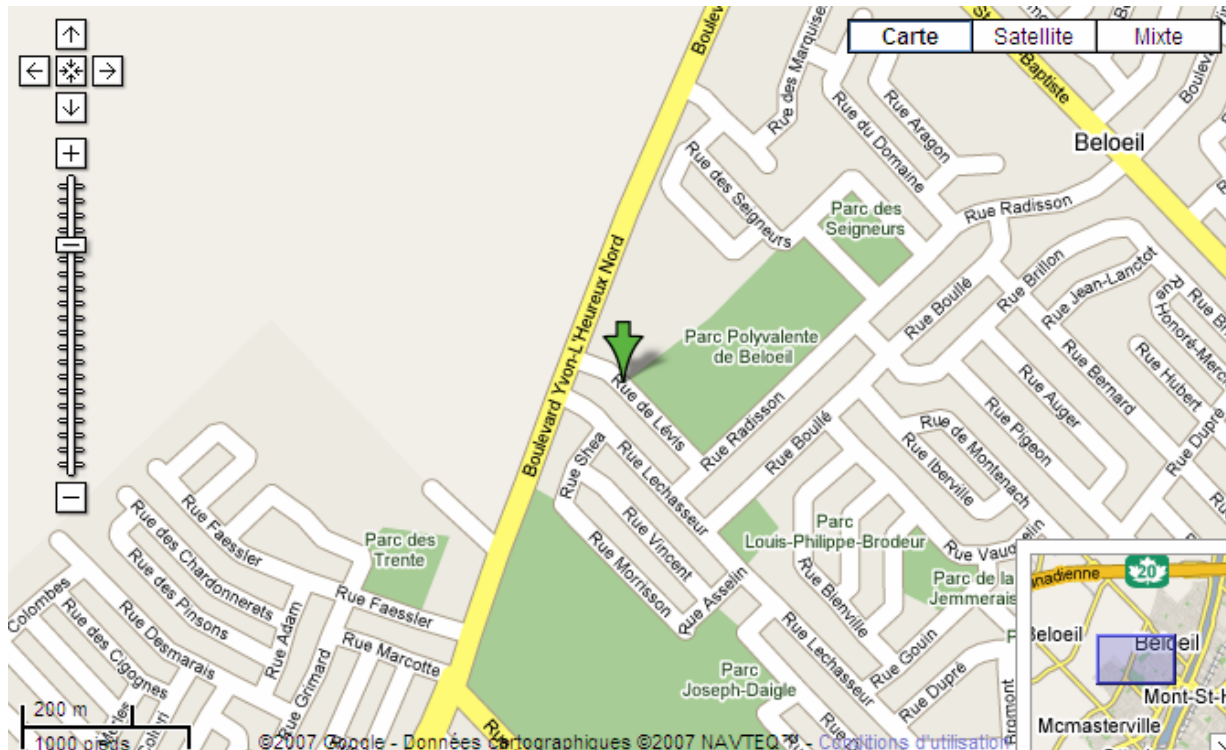 Carte
Satellite
Mixte
Beloeil
Rue des Marquises
Rue Aragon
Rue du Domaine
Rue des Seigneurs
Parc des
Seigneurs
Rue Radisson
Boulevard Yvon-L'Heureux Nord
Parc Polyvalente
de Beloeil
Rue Boullé
Rue Brillon
Rue Jean-Lanctot
Rue
Rue Hubert
Rue Bernard
Rue Auger
Rue Pigeon
Rue Dupré
Rue de Lévis
Rue Radisson
Rue Boullé
Rue de Montenach
Rue Iberville
Rue Shea
Rue Lechasseur
Rue Vincent
Rue Morrisson
Rue Asselin
Parc
Louis-Philippe-Brodeur
Parc de la
Jemmerais
Rue Bienville
Rue Gouin
Rue Dupré
Rue Lechasseur
Parc
Joseph-Daigle
Parc des
Trente
Rue Faessler
Rue des Chardonnerets
Rue des Pinsons
Rue Faessler
Rue Adam
Rue Marcotte
Rue Grimard
Colombes
Rue Desmarais
Rue des Cigognes
200 m
1000 pieds
©2007 Google - Données cartographiques ©2007 NAVTEQ - Conditions d'utilisation
20
Beloeil
Mont-St-H
Mcmasterville